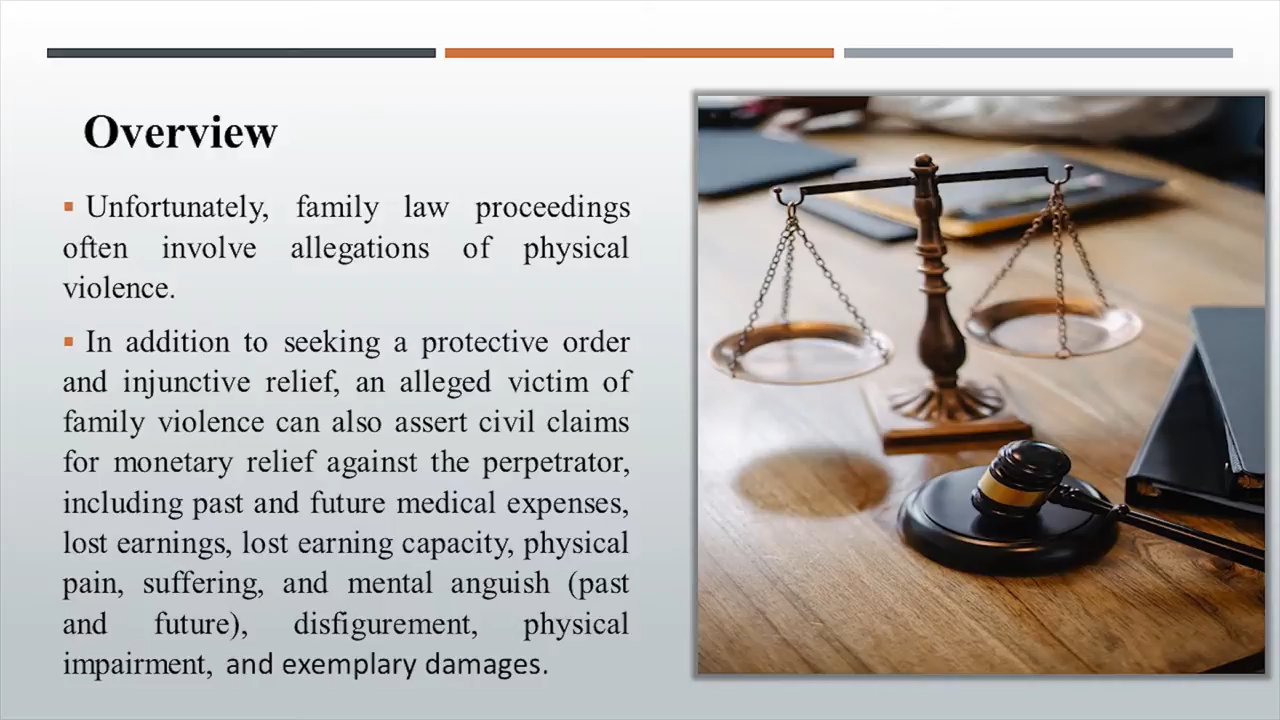 Overview
▪ Unfortunately, family law proceedings
often involve allegations of physical
violence.
▪ In addition to seeking a protective order
and injunctive relief, an alleged victim of
family violence can also assert civil claims
for monetary relief against the perpetrator,
including past and future medical expenses,
lost earnings, lost earning capacity, physical
pain, suffering, and mental anguish (past
and future), disfigurement, physical
impairment, and exemplary damages.